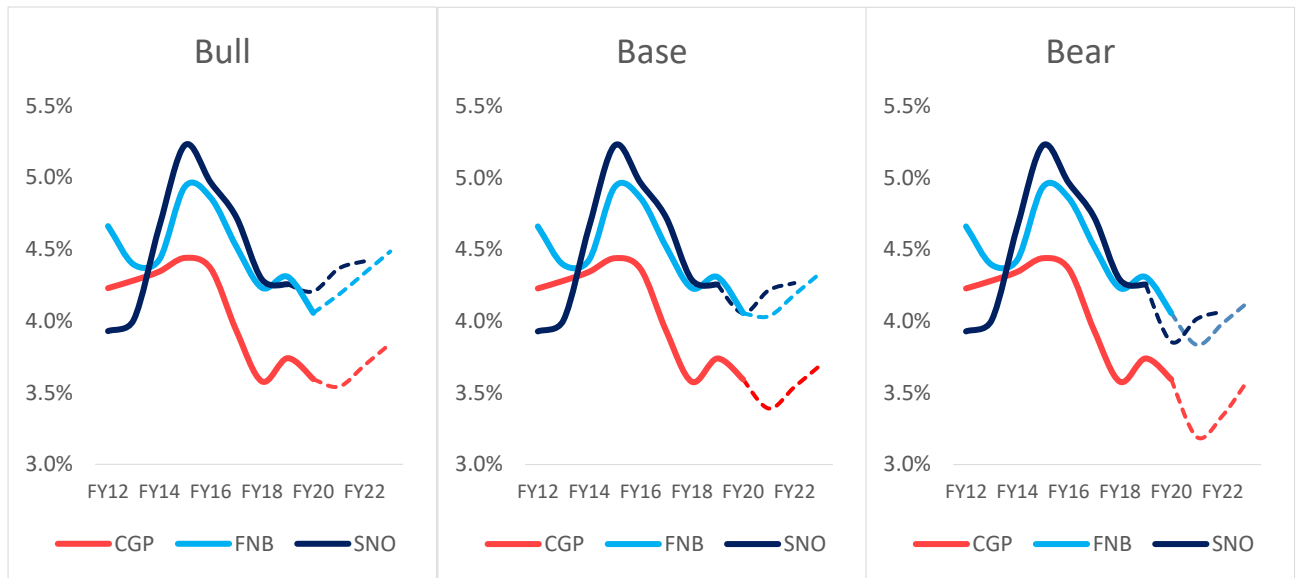 Bull
5.5%
5.0%
4.5%
4.0%
3.5%
3.0%
FY12 FY14 FY16 FY18 FY20 FY22
CGP FNB SNO
Base
5.5%
5.0%
4.5%
4.0%
3.5%
3.0%
FY12 FY14 FY16 FY18 FY20 FY22
CGP FNB SNO
Bear
5.5%
5.0%
4.5%
4.0%
3.5%
3.0%
FY12 FY14 FY16 FY18 FY20 FY22
CGP FNB SNO